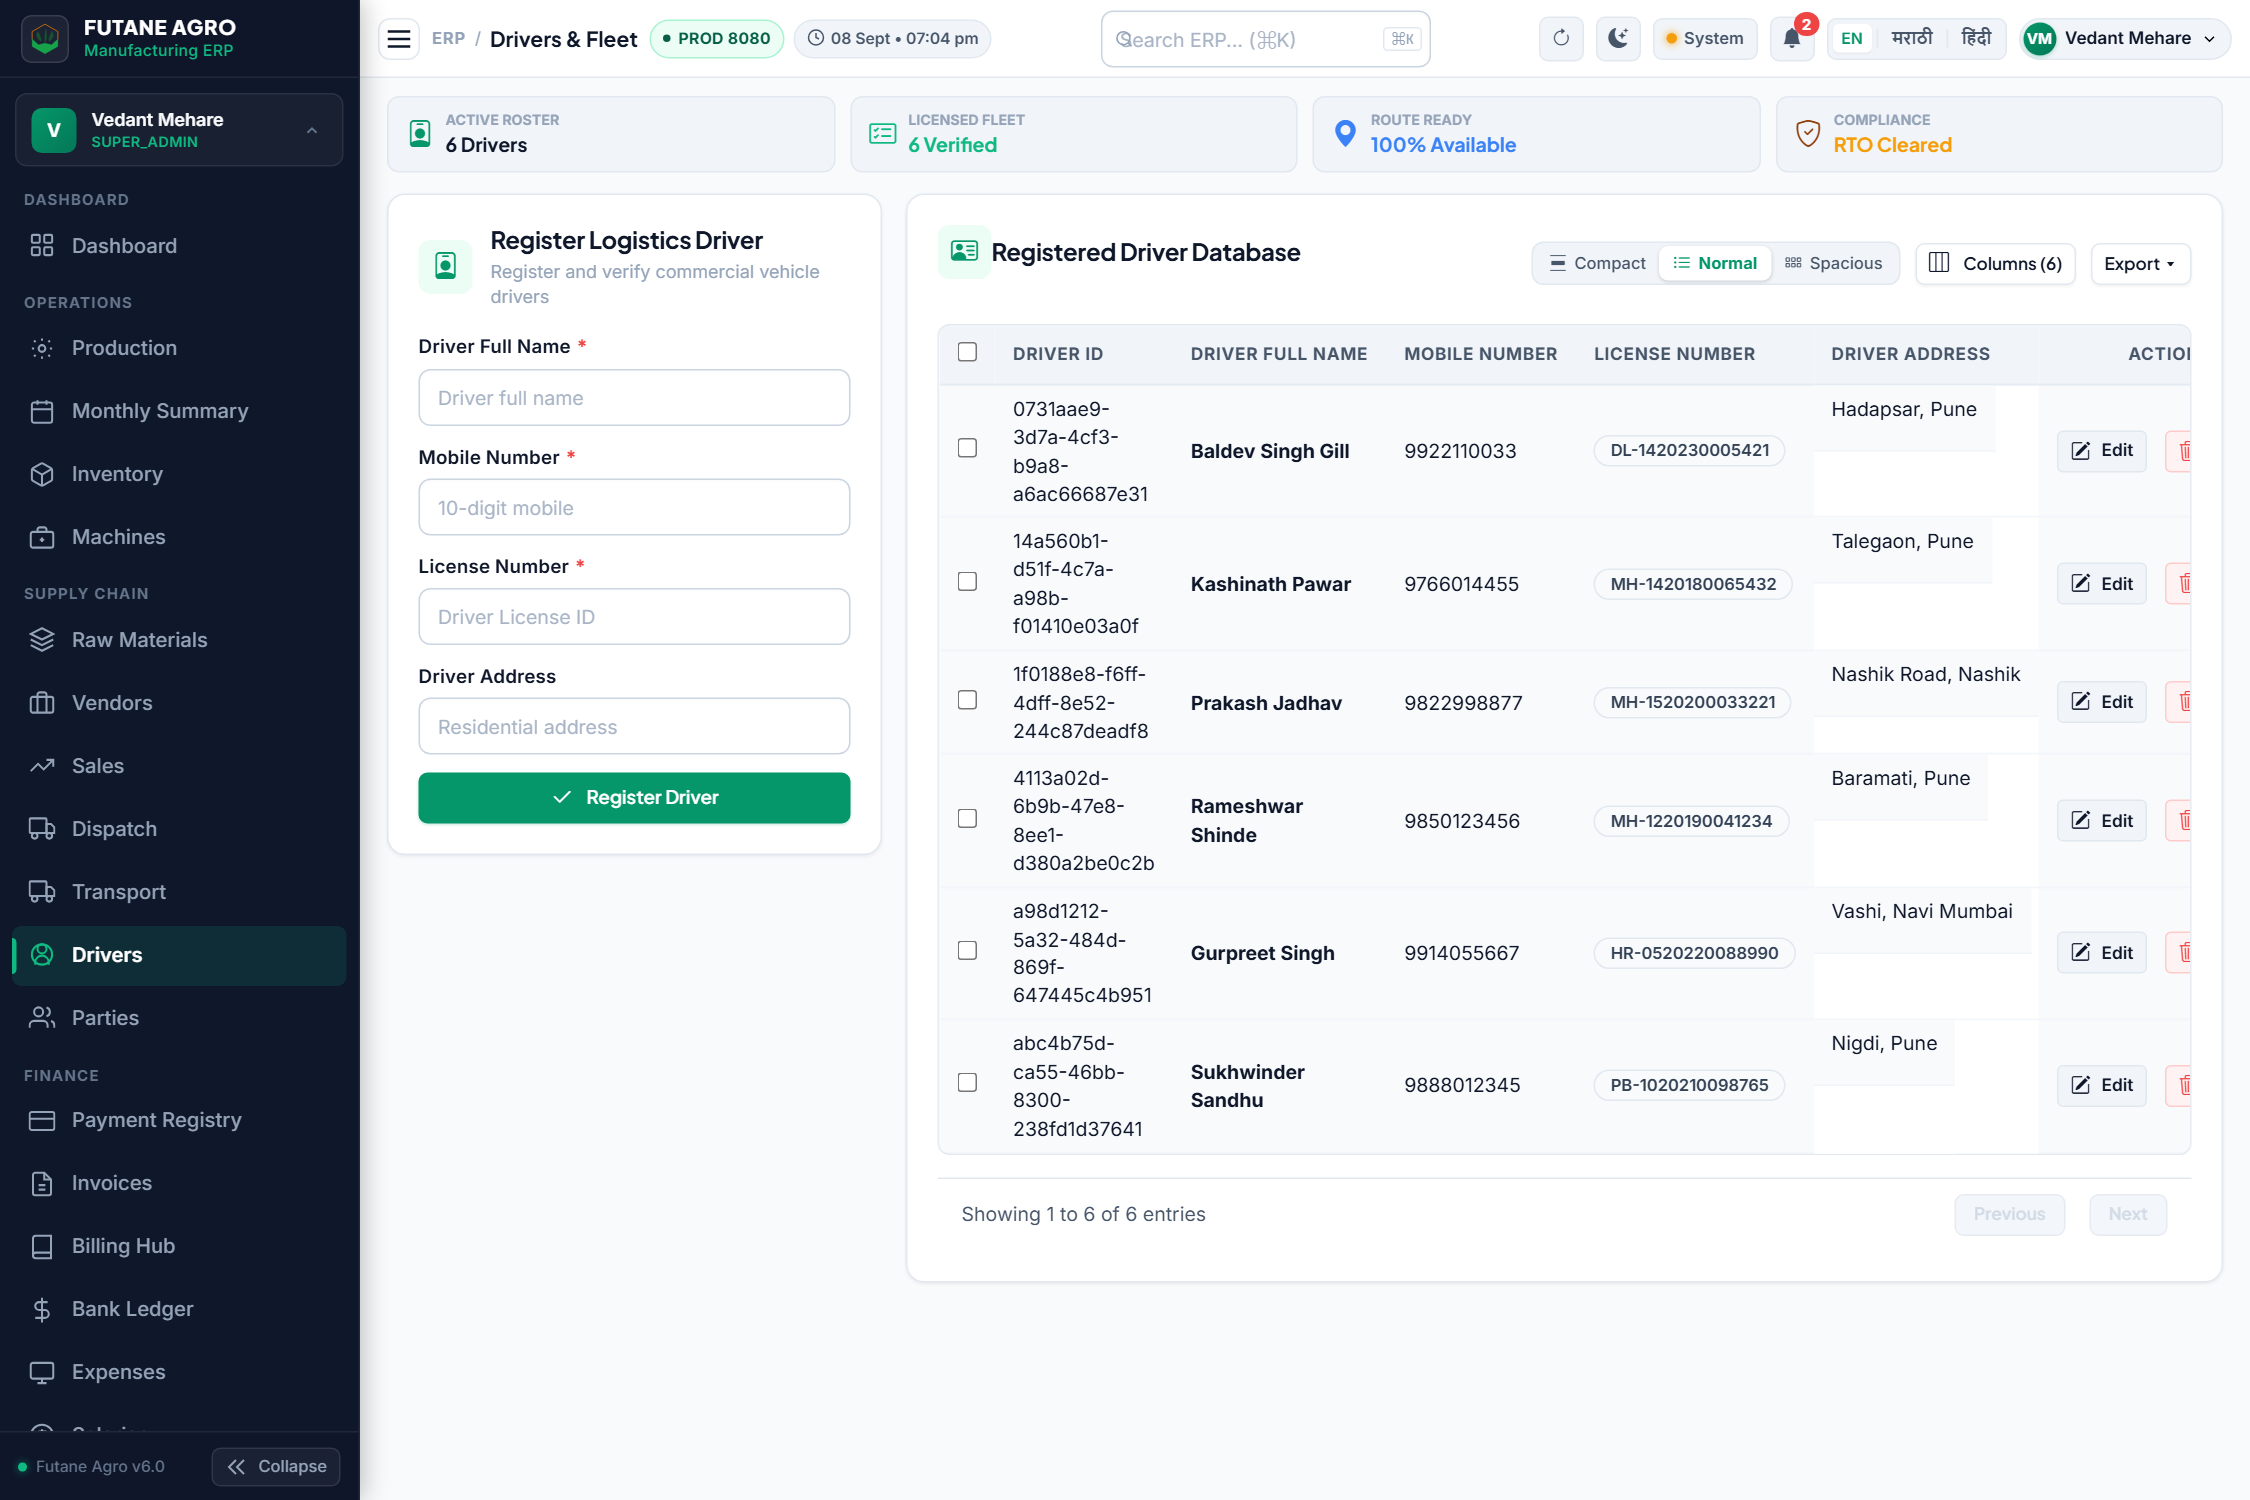 FUTANE AGRO
Manufacturing ERP
V
Vedant Mehare
SUPER_ADMIN
DASHBOARD
Dashboard
OPERATIONS
Production
Monthly Summary
Inventory
Machines
SUPPLY CHAIN
Raw Materials
Vendors
Sales
Dispatch
Transport
Drivers
Parties
FINANCE
Payment Registry
Invoices
Billing Hub
Bank Ledger
Expenses
Futane Agro v6.0
Collapse
ERP / Drivers & Fleet
PROD 8080
08 Sept • 07:04 pm
Search ERP... (⌘K)
⌘K
System
2
EN
मराठी
हिंदी
VM
Vedant Mehare
ACTIVE ROSTER
6 Drivers
LICENSED FLEET
6 Verified
ROUTE READY
100% Available
COMPLIANCE
RTO Cleared
Register Logistics Driver
Register and verify commercial vehicle
drivers
Driver Full Name *
Driver full name
Mobile Number *
10-digit mobile
License Number *
Driver License ID
Driver Address
Residential address
Register Driver
Registered Driver Database
Compact
Normal
Spacious
Columns (6)
Export
DRIVER ID DRIVER FULL NAME MOBILE NUMBER LICENSE NUMBER DRIVER ADDRESS ACTIO
0731aae9-
3d7a-4cf3-
b9a8-
a6ac66687e31
Baldev Singh Gill
9922110033
DL-1420230005421
Hadapsar, Pune
Edit
14a560b1-
d51f-4c7a-
a98b-
f01410e03a0f
Kashinath Pawar
9766014455
MH-1420180065432
Talegaon, Pune
Edit
1f0188e8-f6ff-
4dff-8e52-
244c87deadf8
Prakash Jadhav
9822998877
MH-1520200033221
Nashik Road, Nashik
Edit
4113a02d-
6b9b-47e8-
8ee1-
d380a2be0c2b
Rameshwar
Shinde
9850123456
MH-1220190041234
Baramati, Pune
Edit
a98d1212-
5a32-484d-
869f-
647445c4b951
Gurpreet Singh
9914055667
HR-0520220088990
Vashi, Navi Mumbai
Edit
abc4b75d-
ca55-46bb-
8300-
238fd1d37641
Sukhwinder
Sandhu
9888012345
PB-1020210098765
Nigdi, Pune
Edit
Showing 1 to 6 of 6 entries
Previous
Next